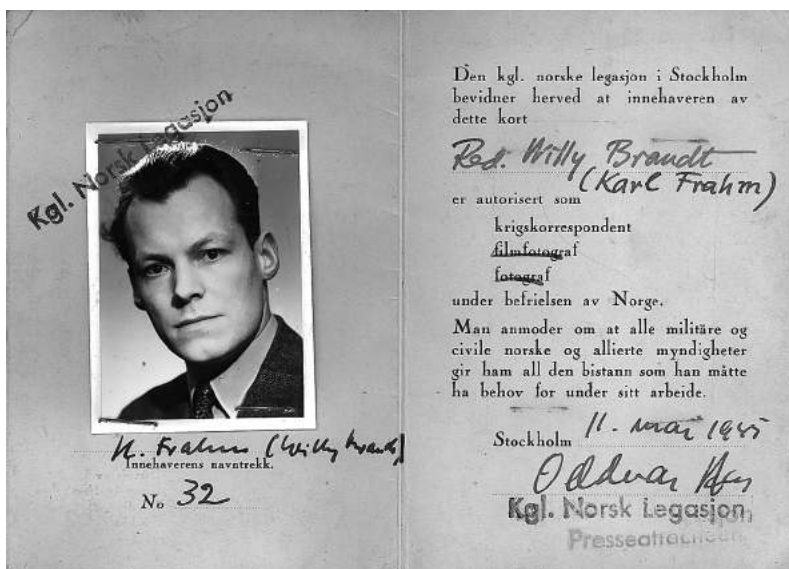 Kgl. Norsk Legasjon
H. Frahm (Willy Brandt)
Innehaverens navntrekk.
No 32
Den kgl. norske legasjon i Stockholm
bevidner herved at innehaveren av
dette kort
Red. Willy Brandt
(Karl Frahm)
er autorisert som
krigskorrespondent
filmfotograf
fotograf
under befrielsen av Norge.
Man anmoder om at alle militäre og
civile norske og allierte myndigheter
gir ham all den bistann som han måtte
ha behov for under sitt arbeide.
Stockholm 11. mai 1945
Oddvar
Kgl. Norsk Legasjon